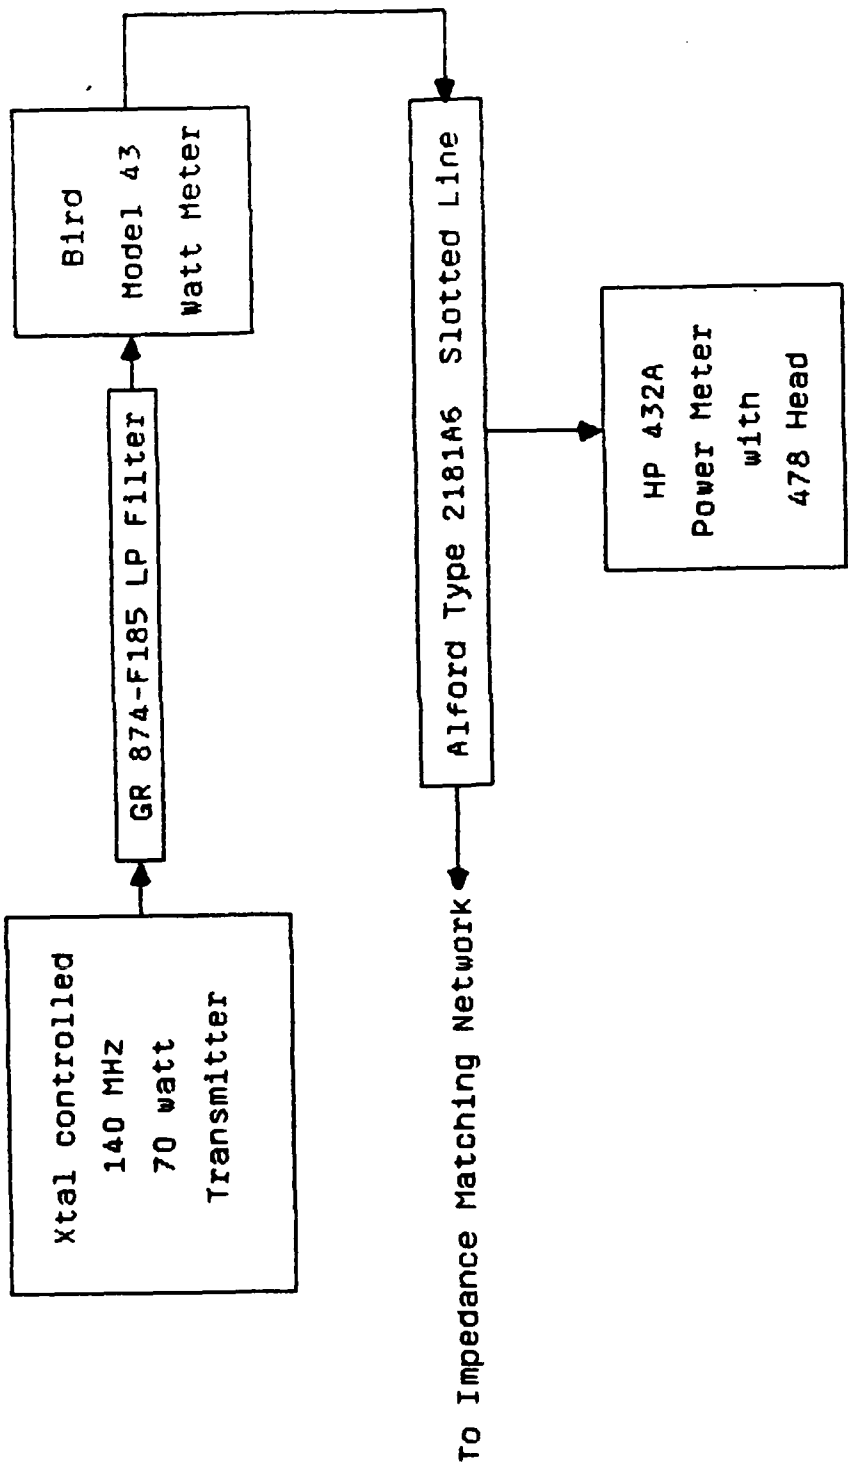 Xtal controlled
140 MHz
70 watt
Transmitter
GR 874-F185 LP Filter
Bird
Model 43
Watt Meter
Alford Type 2181A6 Slotted Line
HP 432A
Power Meter
with
478 Head
To Impedance Matching Network